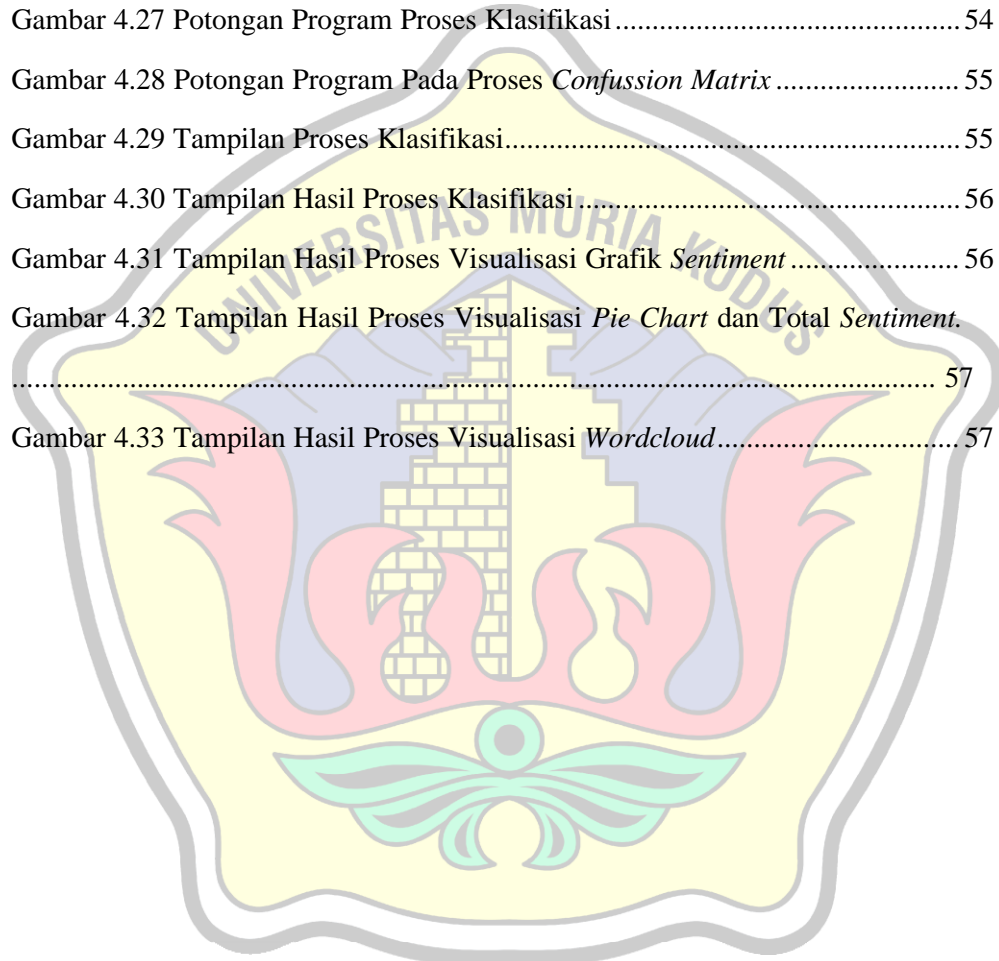 Gambar 4.27 Potongan Program Proses Klasifikasi ............................................................ 54
Gambar 4.28 Potongan Program Pada Proses Confussion Matrix .............................. 55
Gambar 4.29 Tampilan Proses Klasifikasi........................................................................ 55
Gambar 4.30 Tampilan Hasil Proses Klasifikasi .............................................................. 56
UNIVERSITAS MURIA KUDUS
Gambar 4.31 Tampilan Hasil Proses Visualisasi Grafik Sentiment ............................ 56
Gambar 4.32 Tampilan Hasil Proses Visualisasi Pie Chart dan Total Sentiment.
.................................................................................................................. 57
Gambar 4.33 Tampilan Hasil Proses Visualisasi Wordcloud ........................................ 57